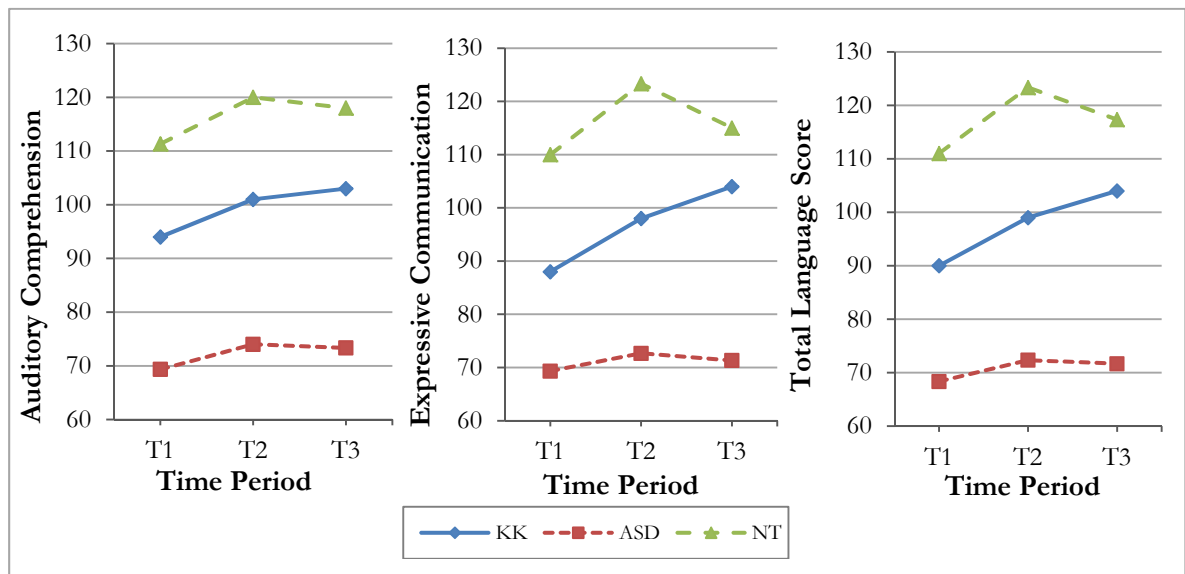 Auditory Comprehension
130
120
110
100
90
80
70
60
T1 T2 T3
Time Period
Expressive Communication
130
120
110
100
90
80
70
60
T1 T2 T3
Time Period
Total Language Score
130
120
110
100
90
80
70
60
T1 T2 T3
Time Period
KK ASD NT